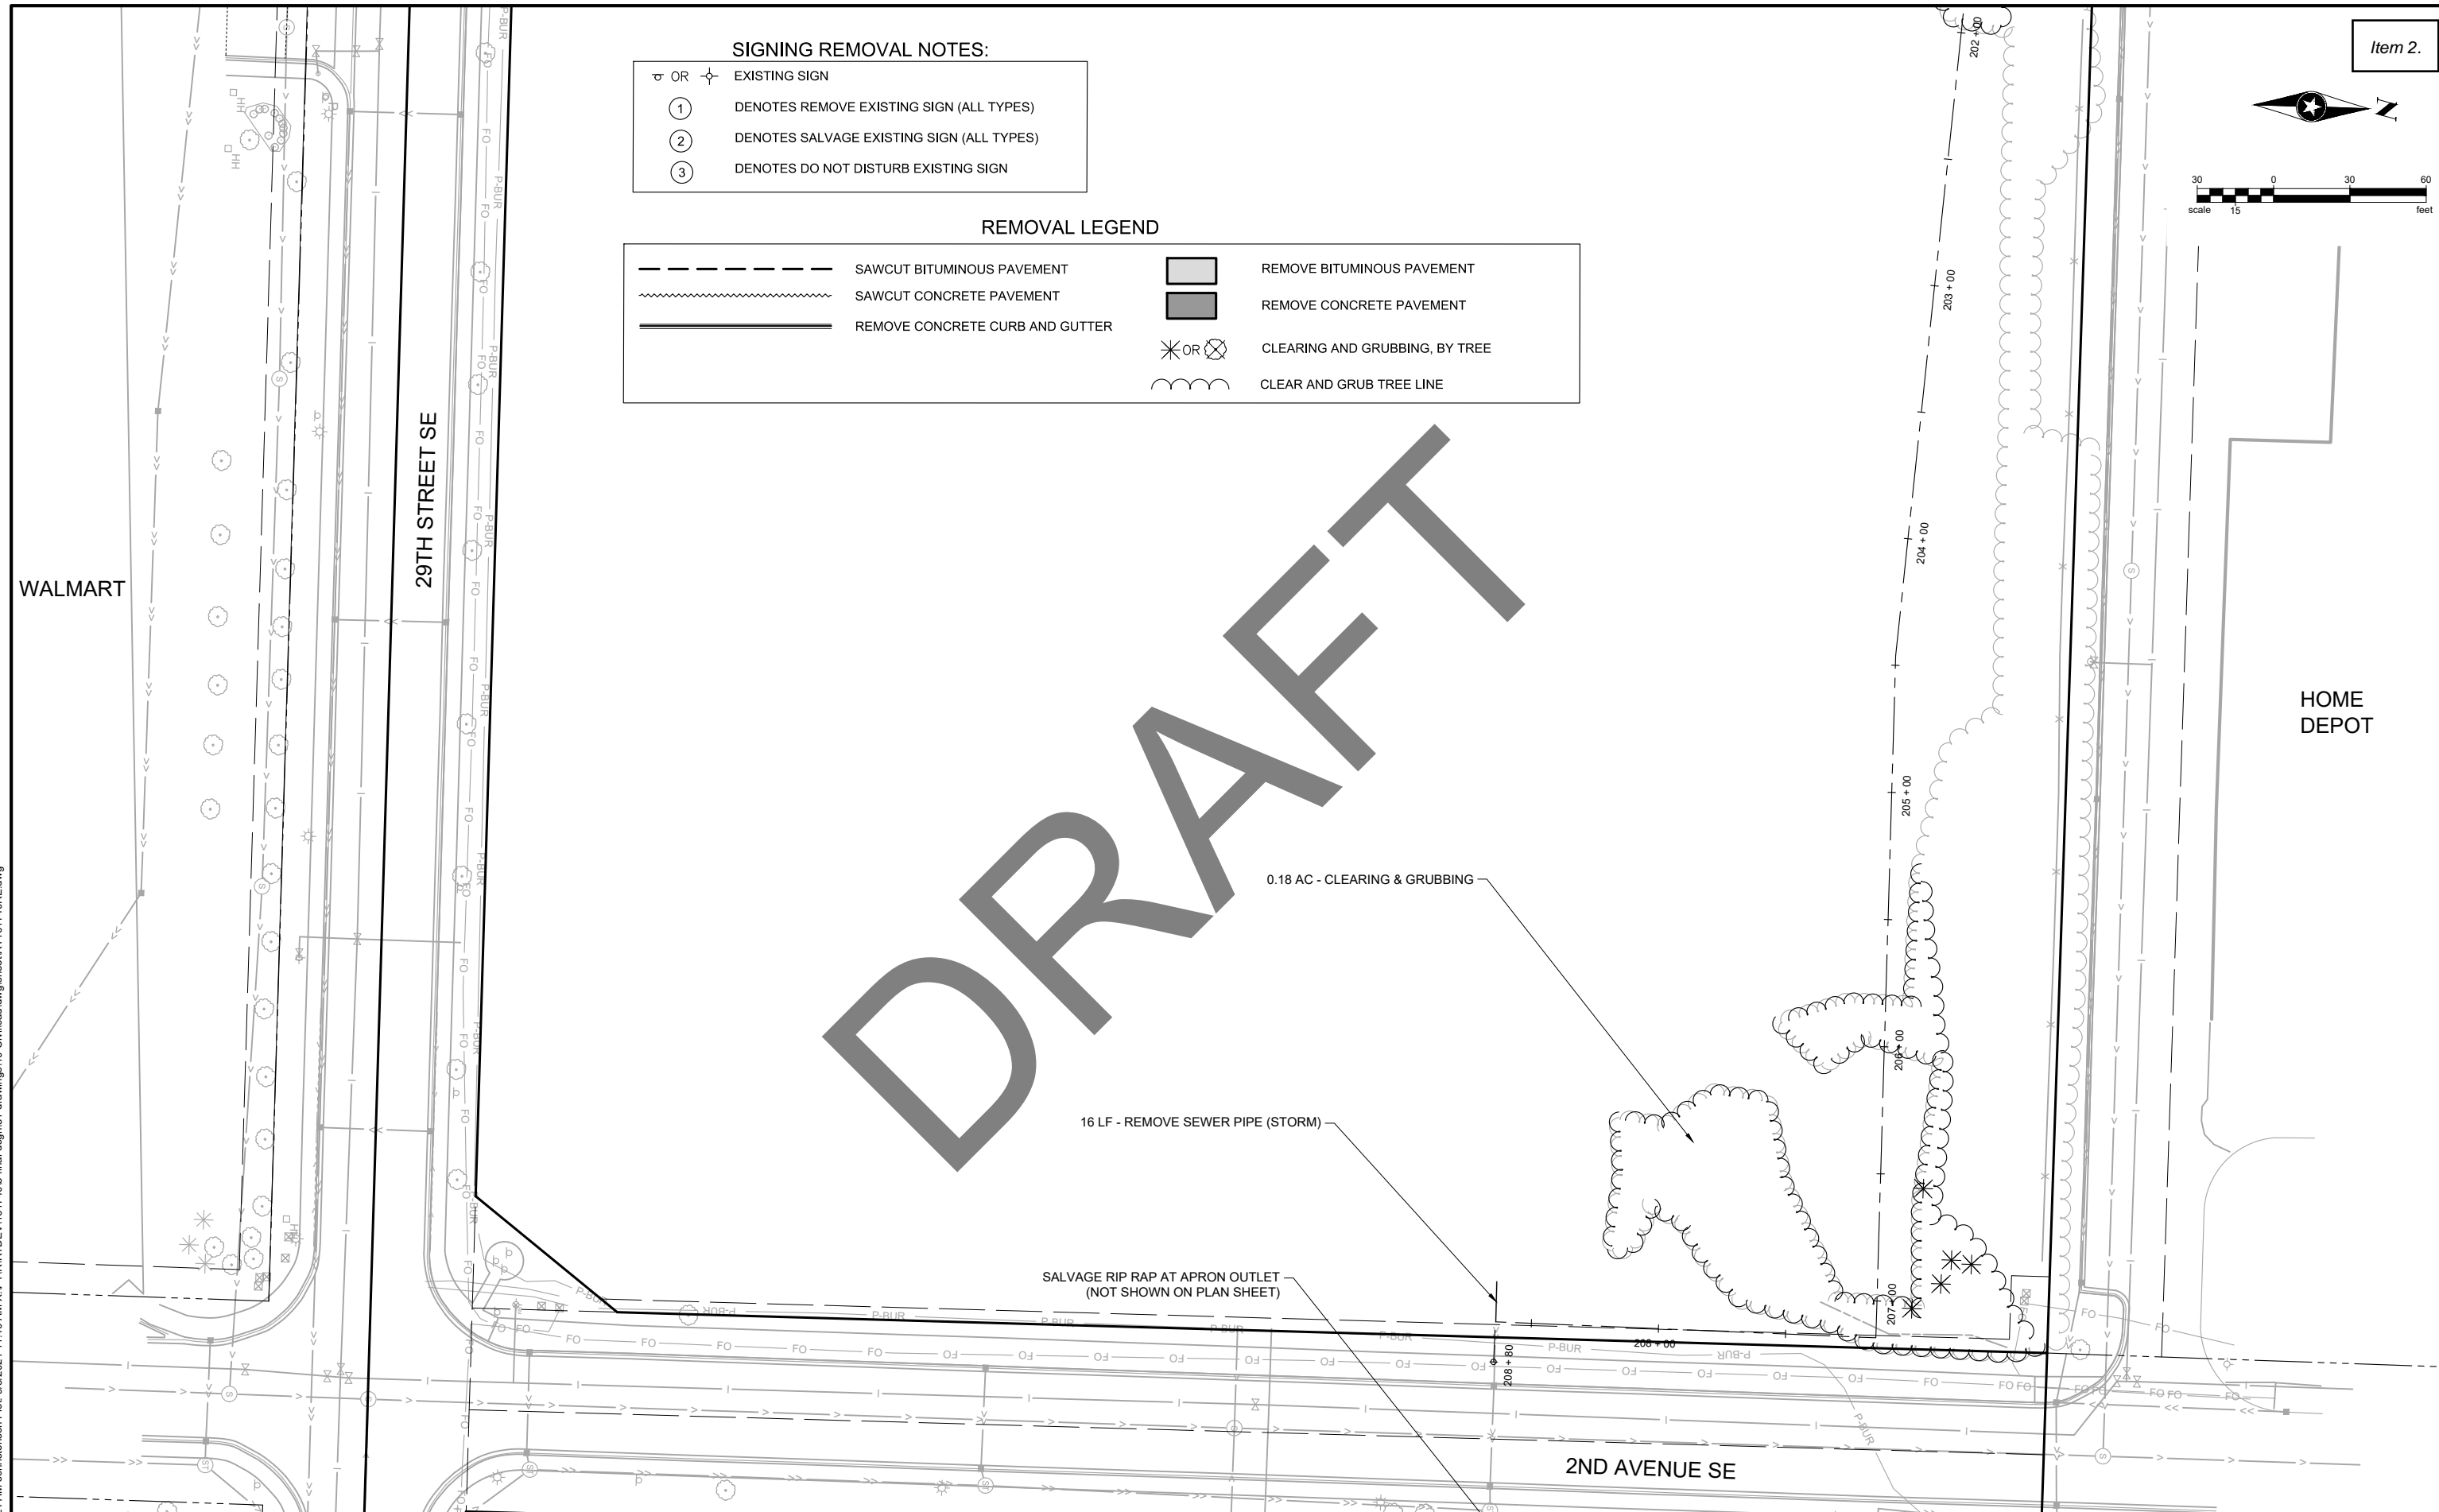 Item 2.
SIGNING REMOVAL NOTES:
OR EXISTING SIGN
1 DENOTES REMOVE EXISTING SIGN (ALL TYPES)
2 DENOTES SALVAGE EXISTING SIGN (ALL TYPES)
3 DENOTES DO NOT DISTURB EXISTING SIGN
N
30 0 30 60
scale 15 feet
REMOVAL LEGEND
SAWCUT BITUMINOUS PAVEMENT
SAWCUT CONCRETE PAVEMENT
REMOVE CONCRETE CURB AND GUTTER
REMOVE BITUMINOUS PAVEMENT
REMOVE CONCRETE PAVEMENT
OR CLEARING AND GRUBBING, BY TREE
CLEAR AND GRUB TREE LINE
WALMART
29TH STREET SE
HOME
DEPOT
DRAFT
202 + 00
203 + 00
204 + 00
205 + 00
206 + 00
207 + 00
208 + 00
208 + 80
0.18 AC - CLEARING & GRUBBING
16 LF - REMOVE SEWER PIPE (STORM)
SALVAGE RIP RAP AT APRON OUTLET
(NOT SHOWN ON PLAN SHEET)
2ND AVENUE SE
P-BUR
FO
HH